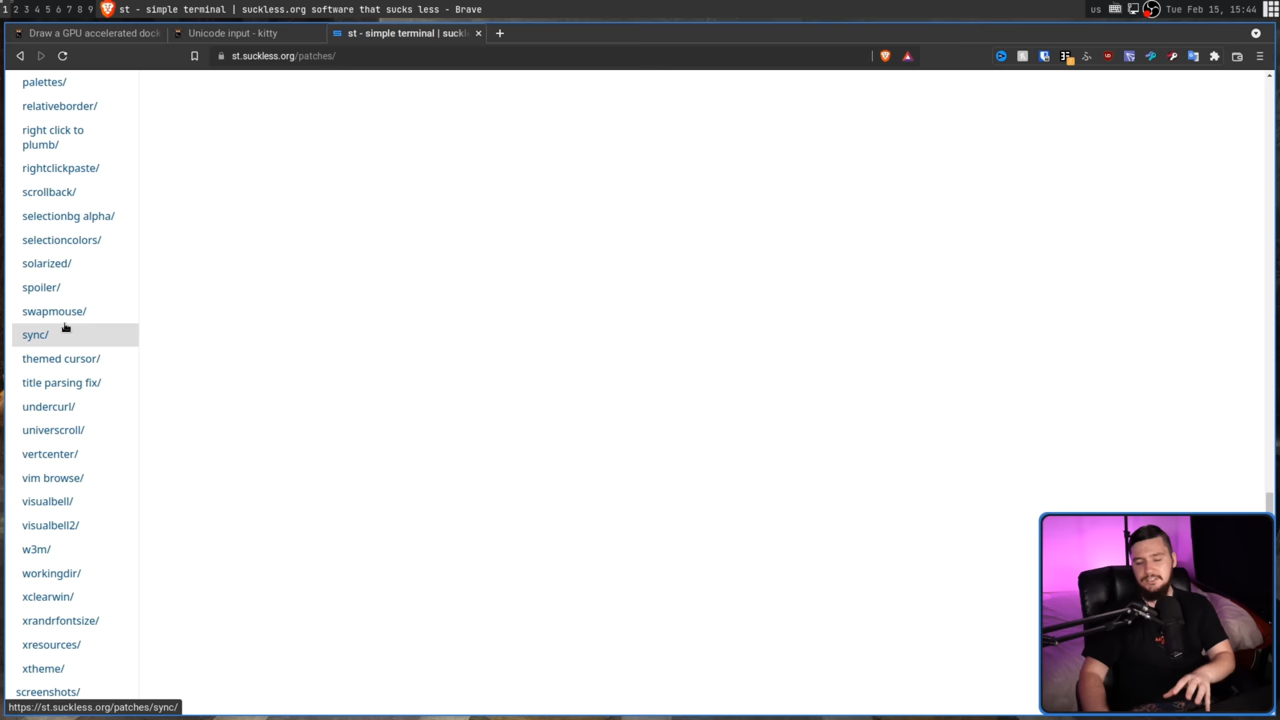 1 2 3 4 5 6 7 8 9 st - simple terminal | suckless.org software that sucks less - Brave us Tue Feb 15, 15:44
Draw a GPU accelerated dock Unicode input - kitty st - simple terminal | suckl
st.suckless.org/patches/
palettes/
relativeborder/
right click to
plumb/
rightclickpaste/
scrollback/
selectionbg alpha/
selectioncolors/
solarized/
spoiler/
swapmouse/
sync/
themed cursor/
title parsing fix/
undercurl/
universcroll/
vertcenter/
vim browse/
visualbell/
visualbell2/
w3m/
workingdir/
xclearwin/
xrandrfontsize/
xresources/
xtheme/
screenshots/
https://st.suckless.org/patches/sync/